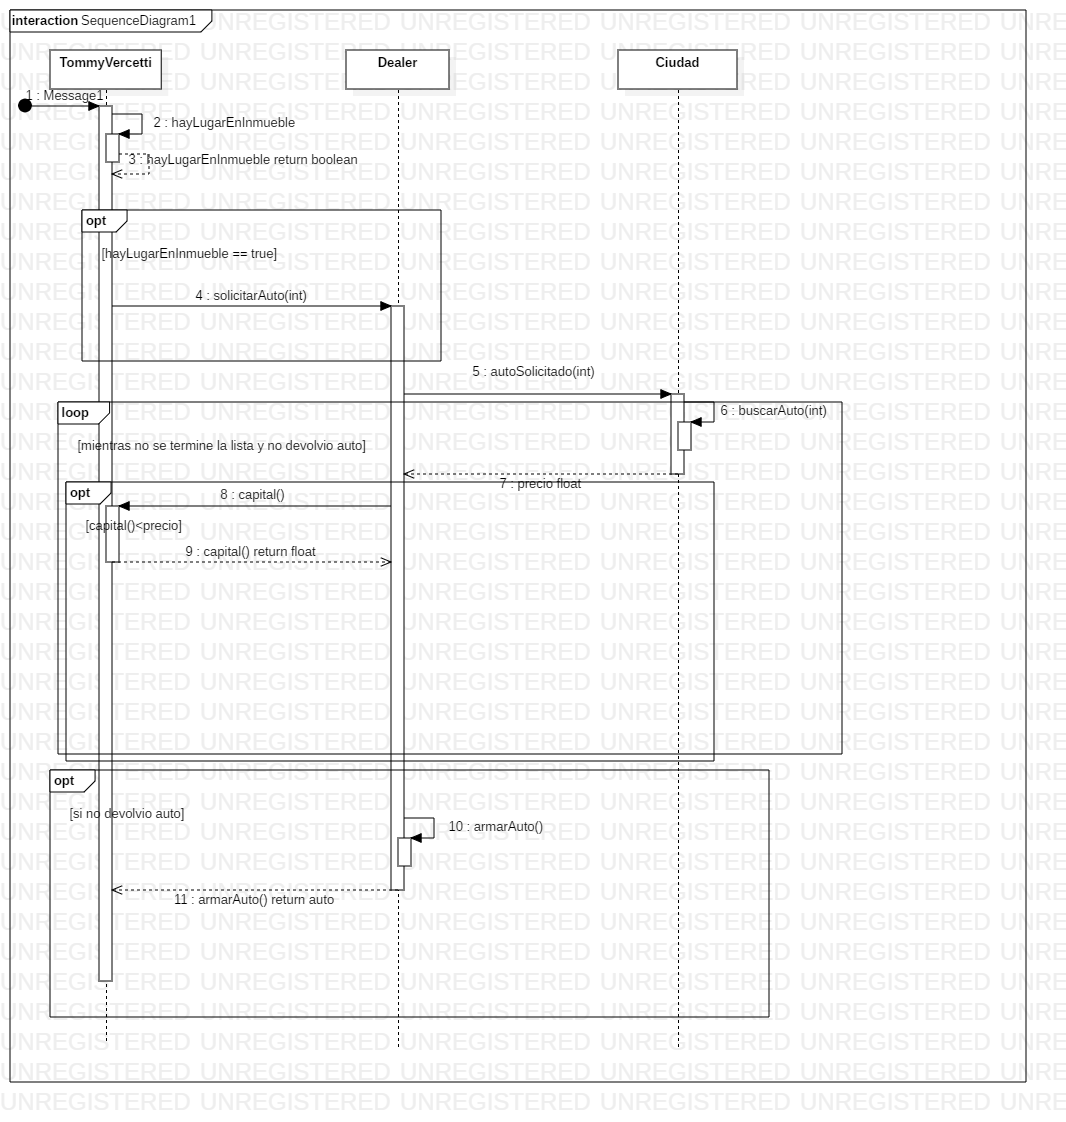 interaction SequenceDiagram1
TommyVercetti
Dealer
Ciudad
1 : Message1
2 : hayLugarEnInmueble
3 : hayLugarEnInmueble return boolean
opt
[hayLugarEnInmueble == true]
4 : solicitarAuto(int)
5 : autoSolicitado(int)
loop
6 : buscarAuto(int)
[mientras no se termine la lista y no devolvio auto]
7 : precio float
opt
8 : capital()
[capital()<precio]
9 : capital() return float
opt
[si no devolvio auto]
10 : armarAuto()
11 : armarAuto() return auto
UNREGISTERED